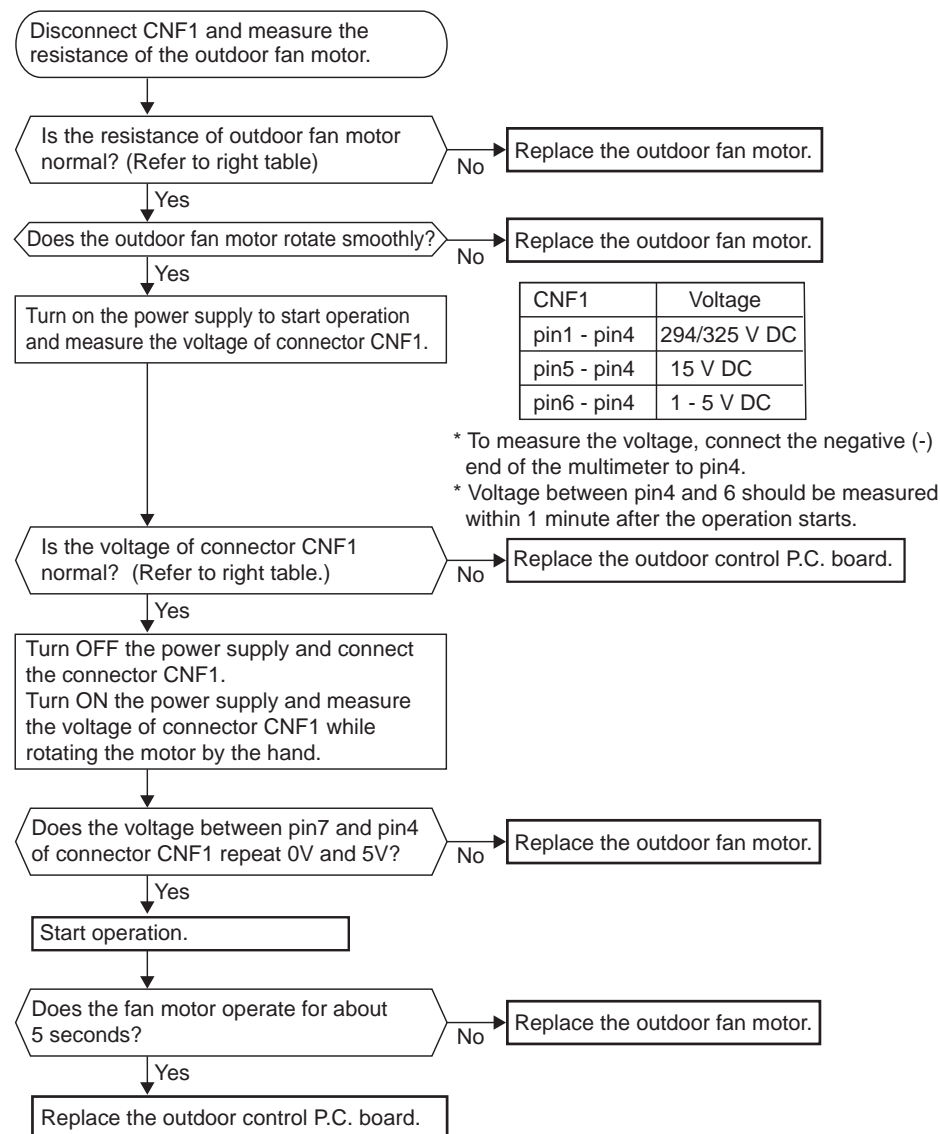 Disconnect CNF1 and measure the
resistance of the outdoor fan motor.
Is the resistance of outdoor fan motor
normal? (Refer to right table)
No
Replace the outdoor fan motor.
Yes
Does the outdoor fan motor rotate smoothly?
No
Replace the outdoor fan motor.
Yes
Turn on the power supply to start operation
and measure the voltage of connector CNF1.
CNF1 Voltage
pin1 - pin4 294/325 V DC
pin5 - pin4 15 V DC
pin6 - pin4 1 - 5 V DC
* To measure the voltage, connect the negative (-)
end of the multimeter to pin4.
* Voltage between pin4 and 6 should be measured
within 1 minute after the operation starts.
Is the voltage of connector CNF1
normal? (Refer to right table.)
No
Replace the outdoor control P.C. board.
Yes
Turn OFF the power supply and connect
the connector CNF1.
Turn ON the power supply and measure
the voltage of connector CNF1 while
rotating the motor by the hand.
Does the voltage between pin7 and pin4
of connector CNF1 repeat 0V and 5V?
No
Replace the outdoor fan motor.
Yes
Start operation.
Does the fan motor operate for about
5 seconds?
No
Replace the outdoor fan motor.
Yes
Replace the outdoor control P.C. board.